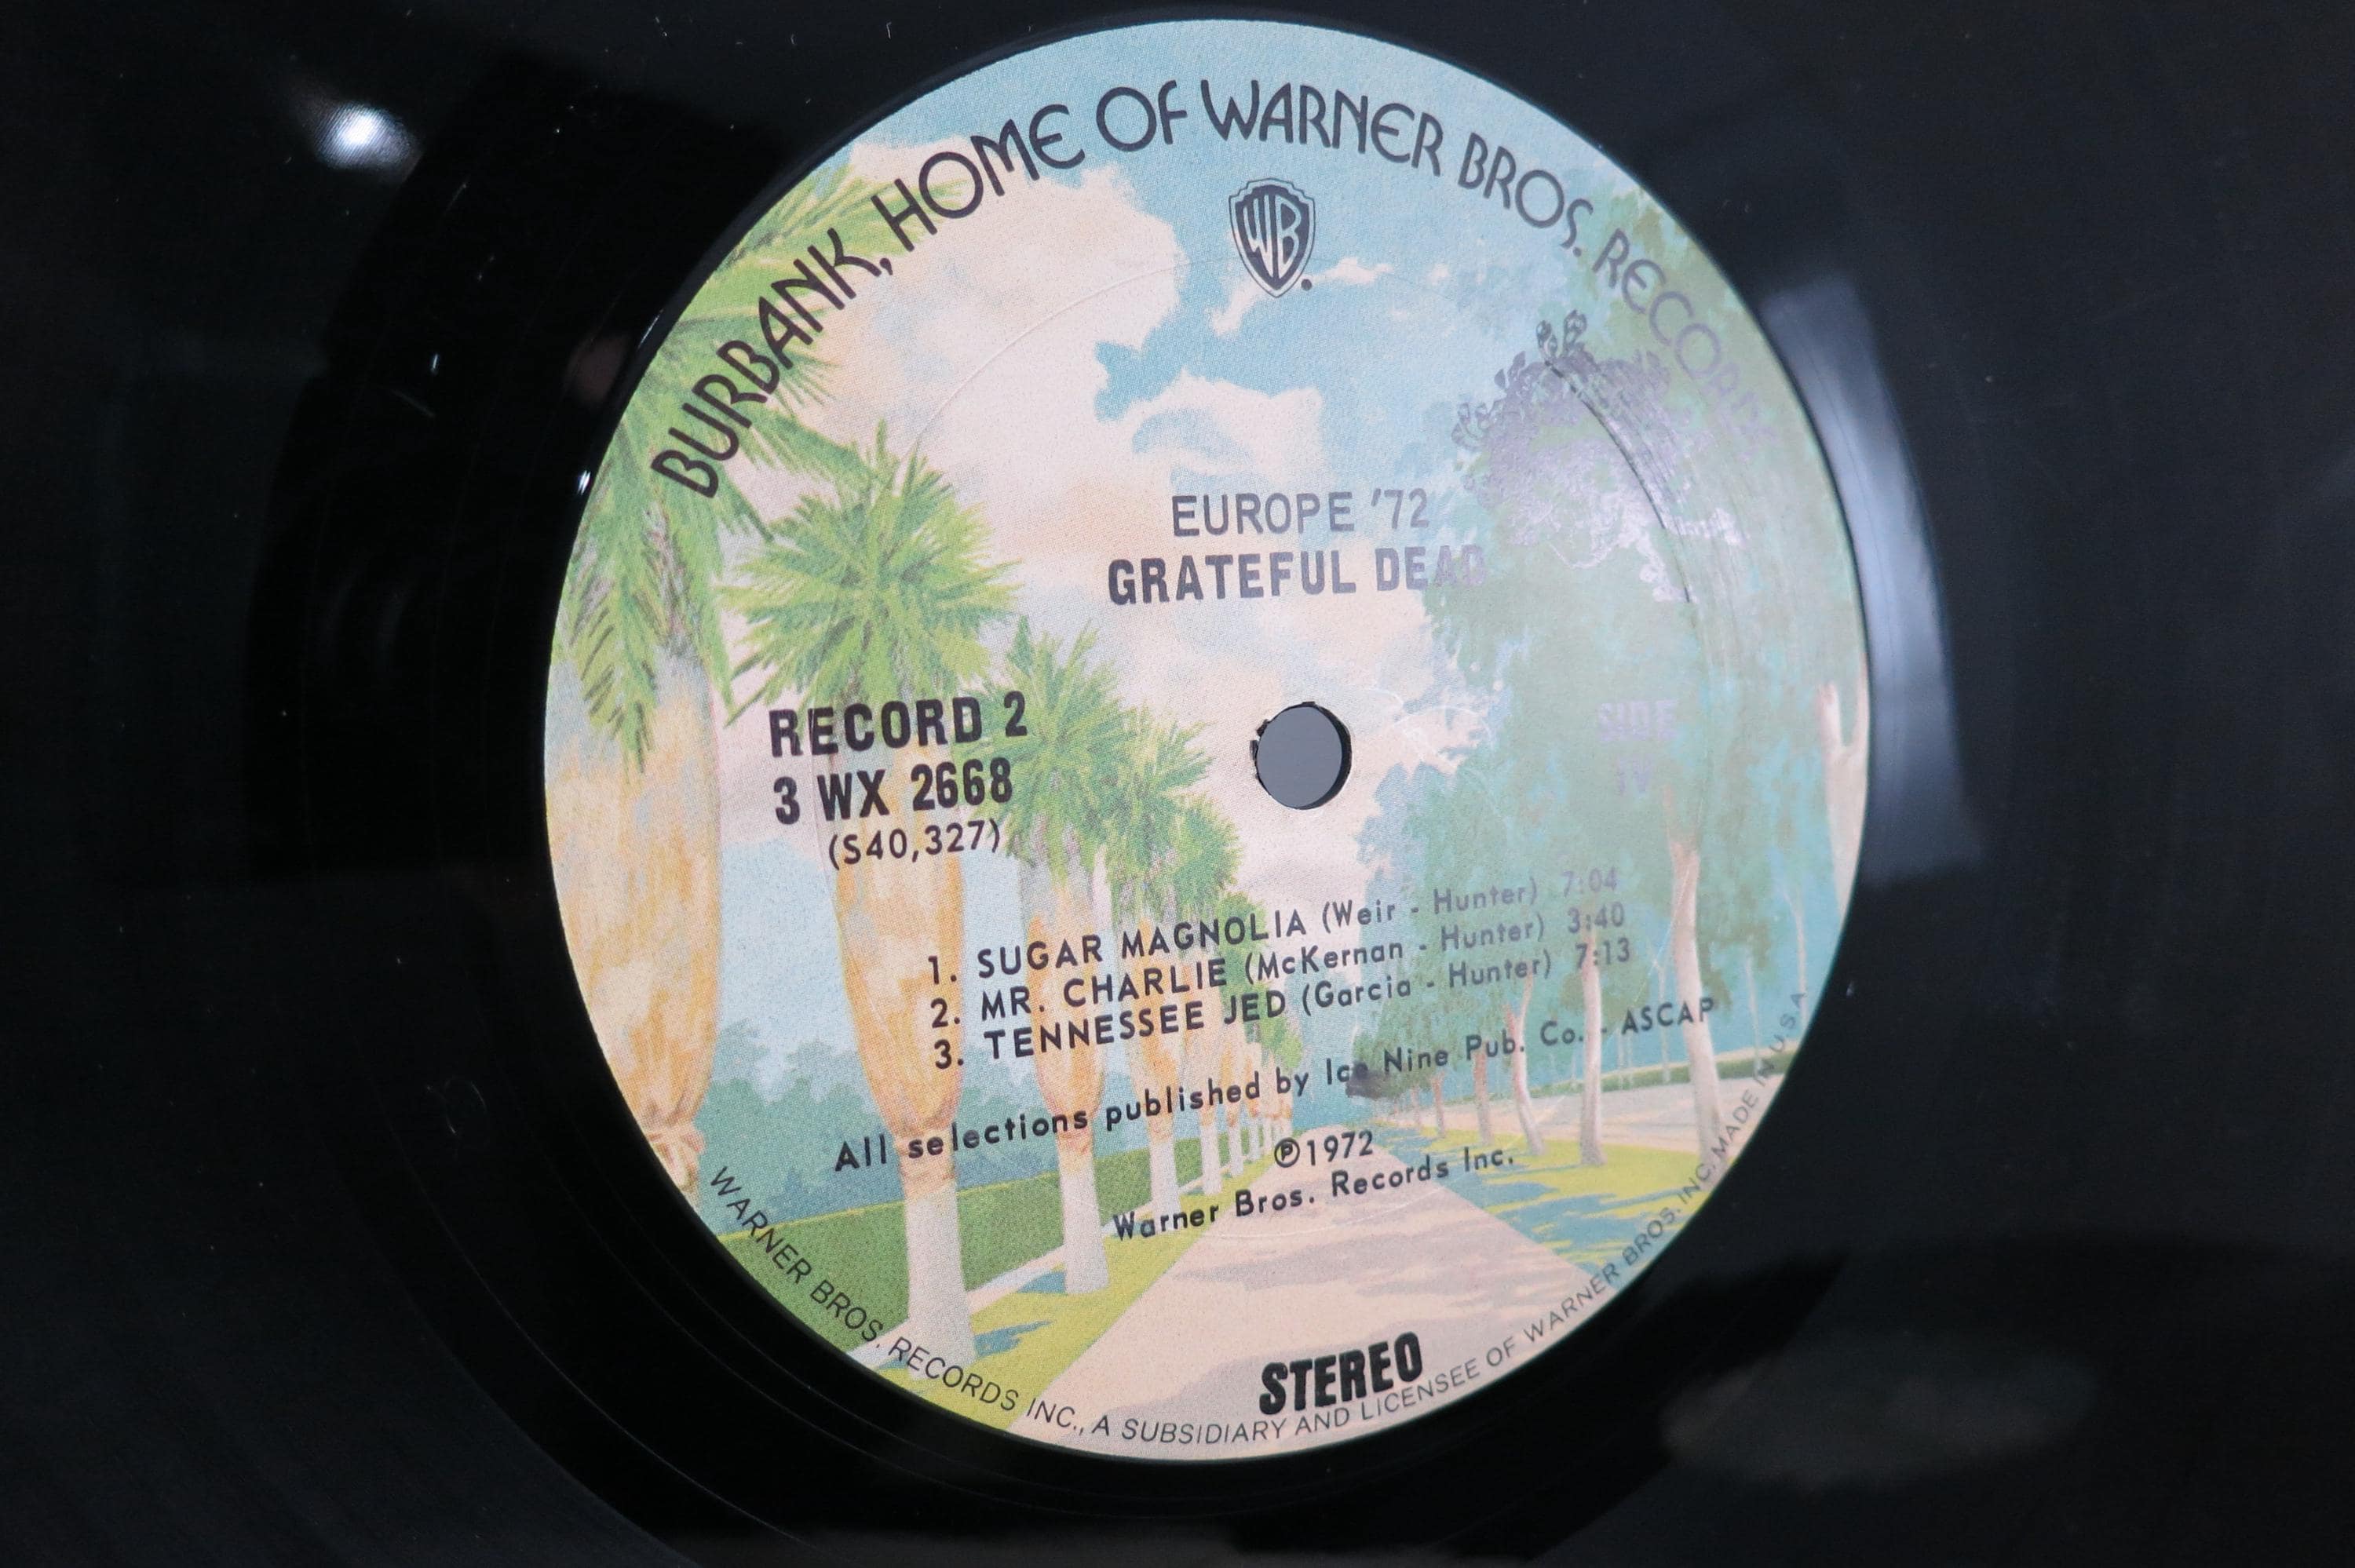 BURBANK, HOME OF WARNER BROS. RECORDS
WB
EUROPE '72
GRATEFUL DEAD
RECORD 2
3 WX 2668
(S40,327)
SIDE
IV
1. SUGAR MAGNOLIA (Weir - Hunter) 7:04
2. MR. CHARLIE (McKernan - Hunter) 3:40
3. TENNESSEE JED (Garcia - Hunter) 7:13
All selections published by Ice Nine Pub. Co. - ASCAP
℗1972
Warner Bros. Records Inc.
STEREO
WARNER BROS. RECORDS INC., A SUBSIDIARY AND LICENSEE OF WARNER BROS. INC. MADE IN U.S.A.